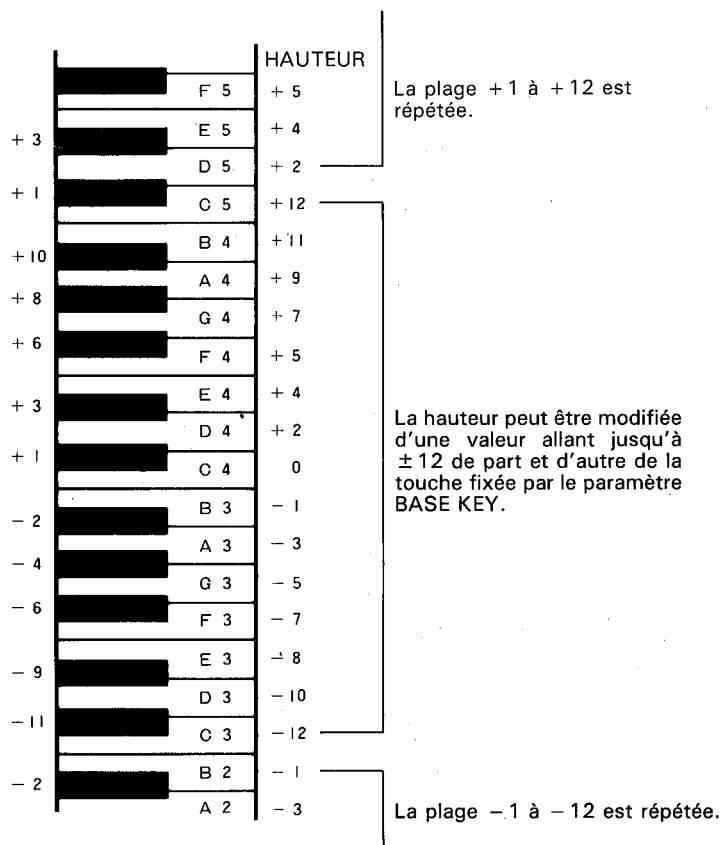 HAUTEUR
F 5 + 5
+ 3 E 5 + 4
D 5 + 2
+ 1 C 5 + 12
B 4 + 11
+ 10 A 4 + 9
+ 8 G 4 + 7
+ 6 F 4 + 5
E 4 + 4
+ 3 D 4 + 2
+ 1 C 4 0
B 3 − 1
− 2 A 3 − 3
− 4 G 3 − 5
− 6 F 3 − 7
E 3 − 8
− 9 D 3 − 10
− 11 C 3 − 12
B 2 − 1
− 2 A 2 − 3
La plage + 1 à + 12 est
répétée.
La hauteur peut être modifiée
d'une valeur allant jusqu'à
± 12 de part et d'autre de la
touche fixée par le paramètre
BASE KEY.
La plage − 1 à − 12 est répétée.